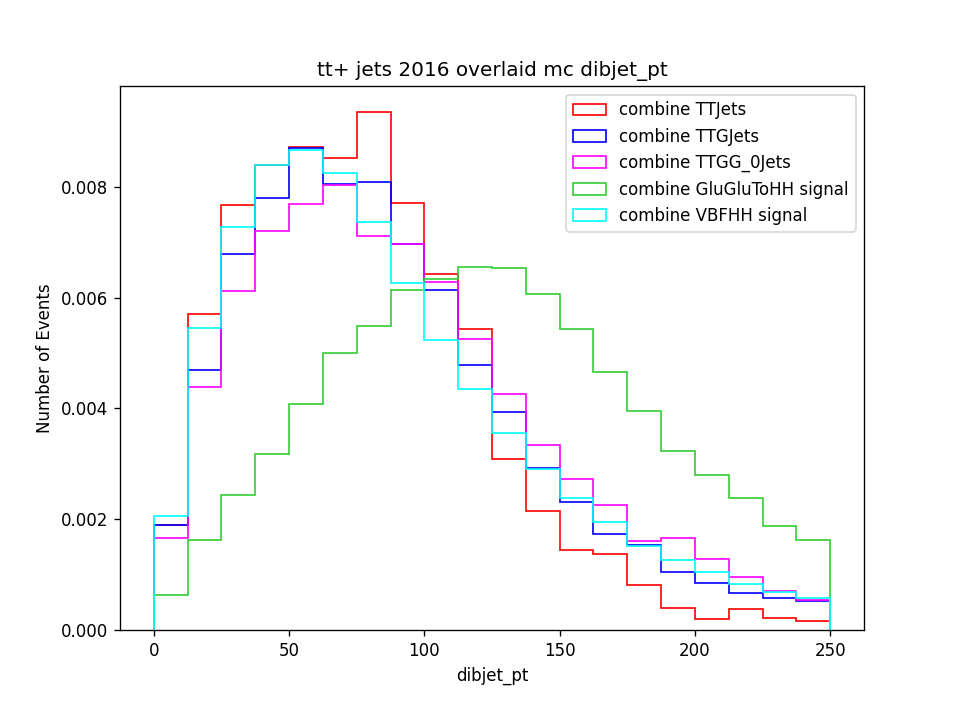 tt+ jets 2016 overlaid mc dibjet_pt
combine TTJets
combine TTGJets
combine TTGG_0Jets
combine GluGluToHH signal
combine VBFHH signal
Number of Events
0.008
0.006
0.004
0.002
0.000
0 50 100 150 200 250
dibjet_pt